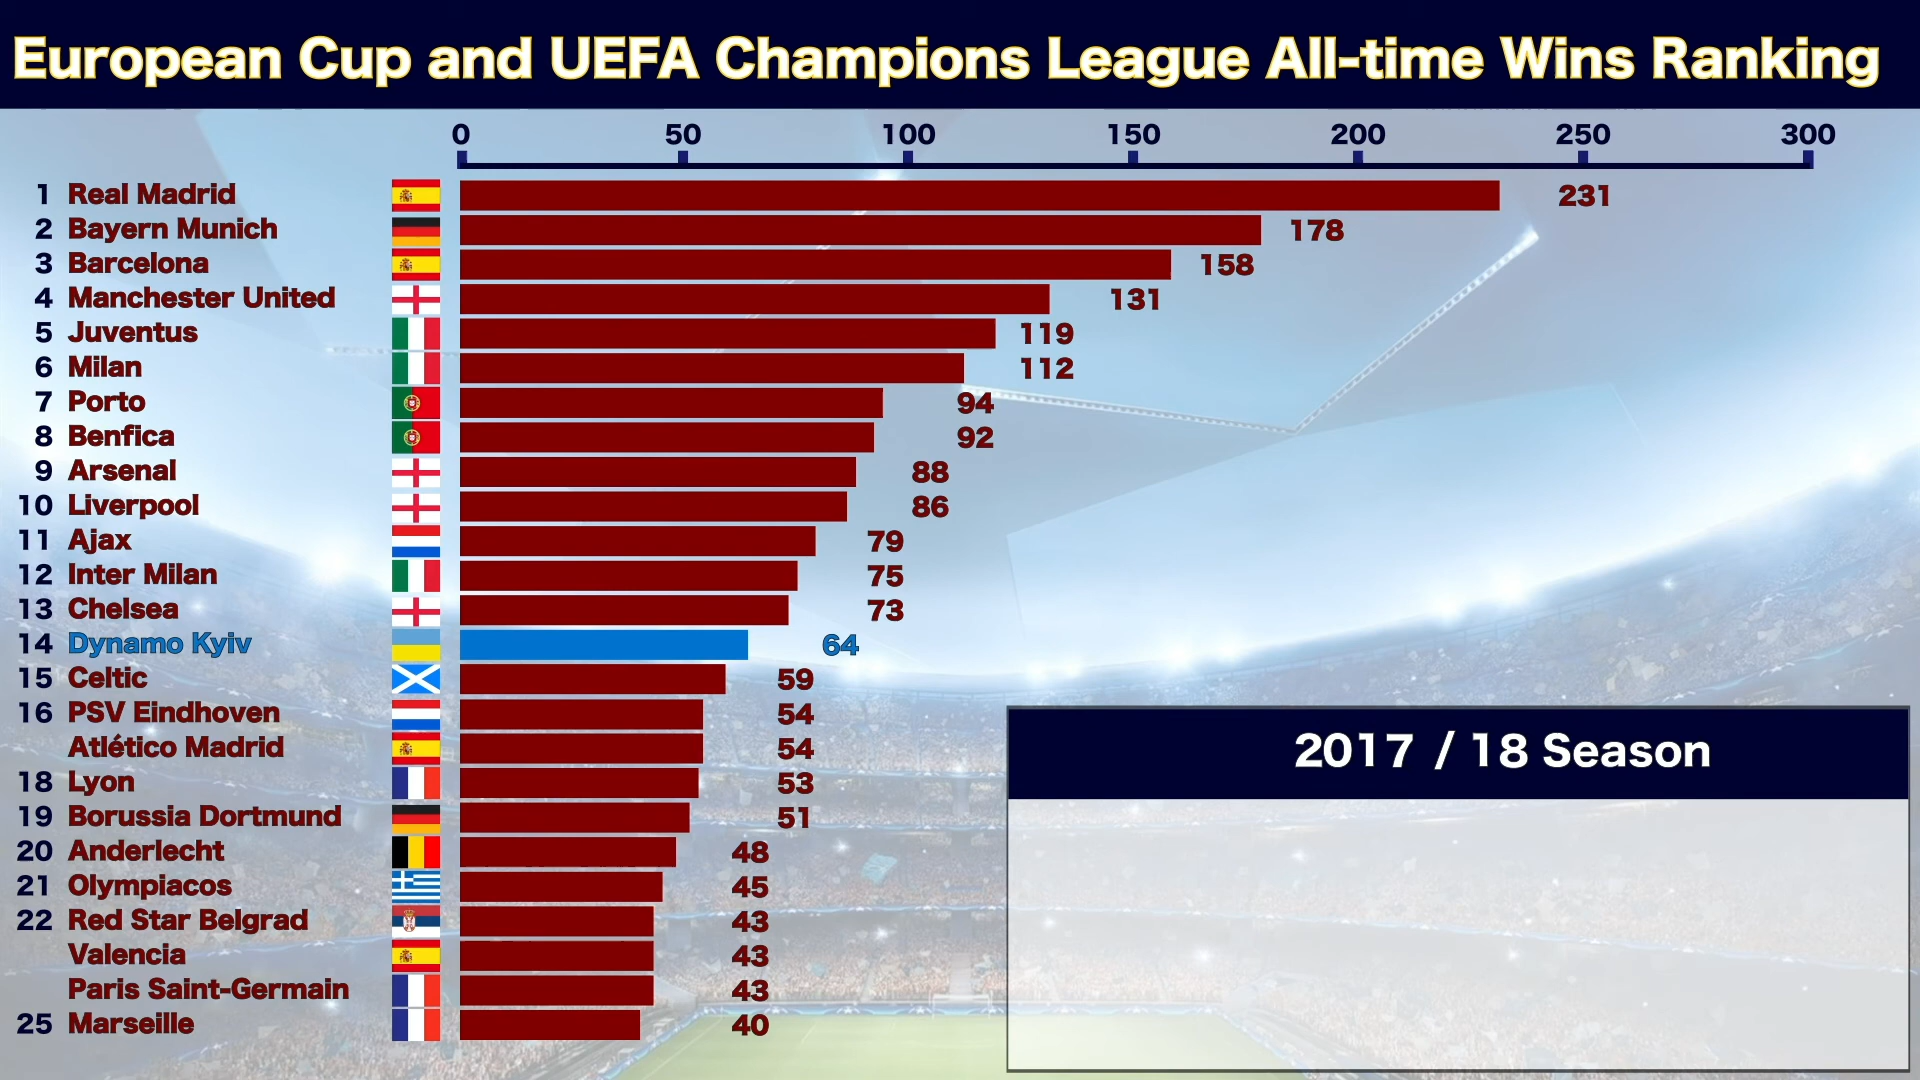 European Cup and UEFA Champions League All-time Wins Ranking
0 50 100 150 200 250 300
1 Real Madrid 231
2 Bayern Munich 178
3 Barcelona 158
4 Manchester United 131
5 Juventus 119
6 Milan 112
7 Porto 94
8 Benfica 92
9 Arsenal 88
10 Liverpool 86
11 Ajax 79
12 Inter Milan 75
13 Chelsea 73
14 Dynamo Kyiv 64
15 Celtic 59
16 PSV Eindhoven 54
Atlético Madrid 54
18 Lyon 53
19 Borussia Dortmund 51
20 Anderlecht 48
21 Olympiacos 45
22 Red Star Belgrad 43
Valencia 43
Paris Saint-Germain 43
25 Marseille 40
2017 / 18 Season